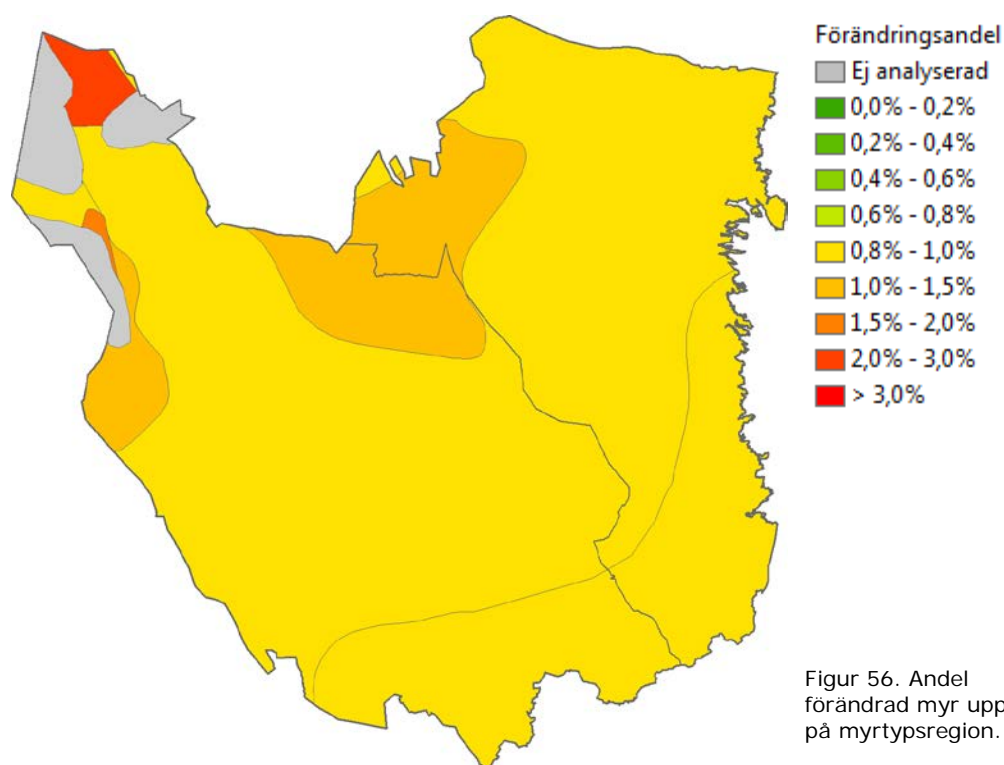 Förändringsandel
Ej analyserad
0,0% - 0,2%
0,2% - 0,4%
0,4% - 0,6%
0,6% - 0,8%
0,8% - 1,0%
1,0% - 1,5%
1,5% - 2,0%
2,0% - 3,0%
> 3,0%
Figur 56. Andel
förändrad myr upp
på myrtypsregion.